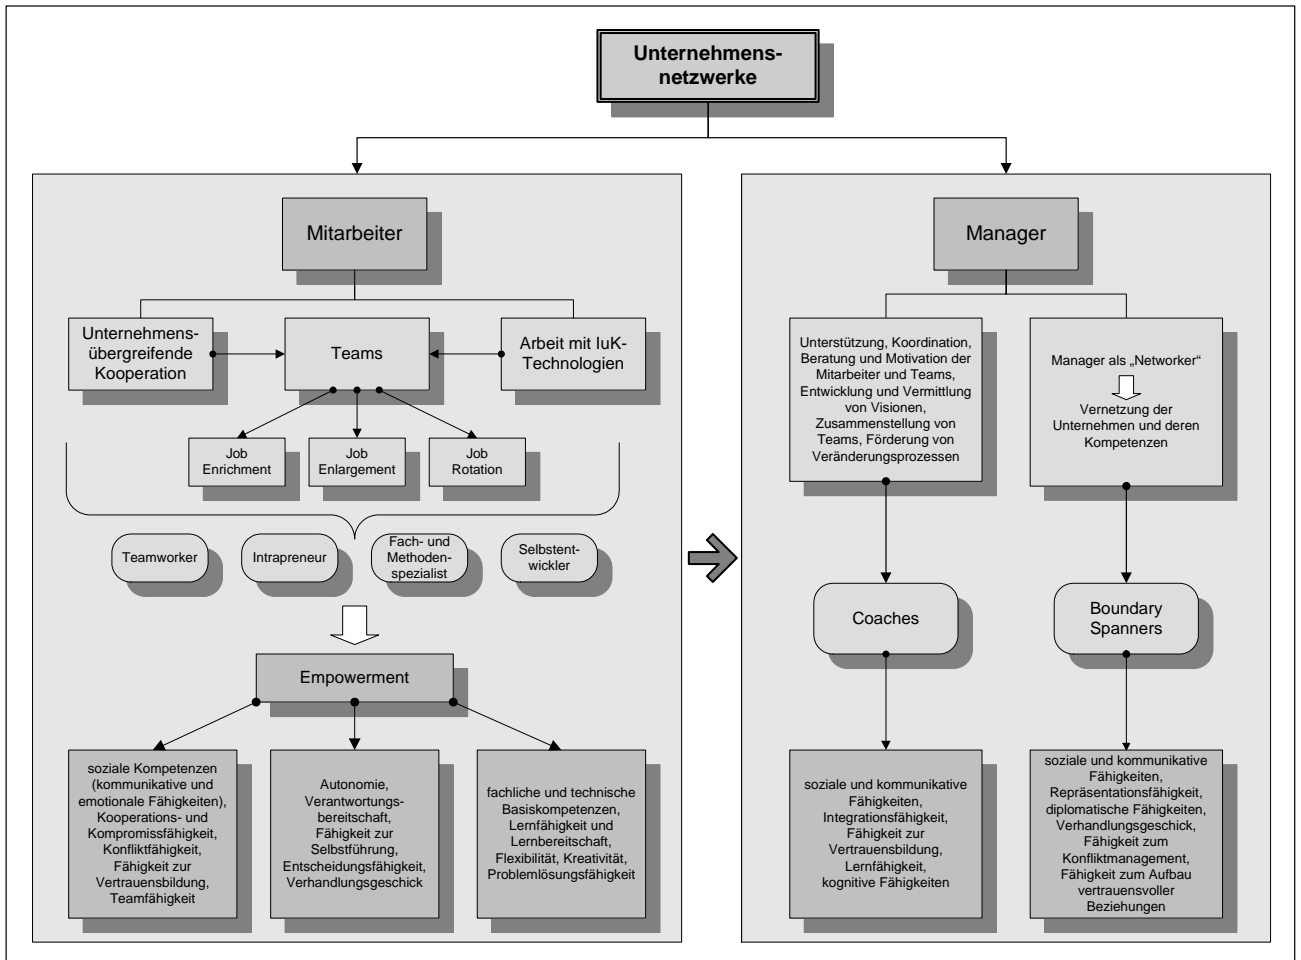 Unternehmens-
netzwerke
Mitarbeiter
Unternehmens-
übergreifende
Kooperation
Teams
Arbeit mit IuK-
Technologien
Job
Enrichment
Job
Enlargement
Job
Rotation
Teamworker
Intrapreneur
Fach- und
Methoden-
spezialist
Selbstent-
wickler
Empowerment
soziale Kompetenzen
(kommunikative und
emotionale Fähigkeiten),
Kooperations- und
Kompromissfähigkeit,
Konfliktfähigkeit,
Fähigkeit zur
Vertrauensbildung,
Teamfähigkeit
Autonomie,
Verantwortungs-
bereitschaft,
Fähigkeit zur
Selbstführung,
Entscheidungsfähigkeit,
Verhandlungsgeschick
fachliche und technische
Basiskompetenzen,
Lernfähigkeit und
Lernbereitschaft,
Flexibilität, Kreativität,
Problemlösungsfähigkeit
Manager
Unterstützung, Koordination,
Beratung und Motivation der
Mitarbeiter und Teams,
Entwicklung und Vermittlung
von Visionen,
Zusammenstellung von
Teams, Förderung von
Veränderungsprozessen
Manager als „Networker“
Vernetzung der
Unternehmen und deren
Kompetenzen
Coaches
Boundary
Spanners
soziale und kommunikative
Fähigkeiten,
Integrationsfähigkeit,
Fähigkeit zur
Vertrauensbildung,
Lernfähigkeit,
kognitive Fähigkeiten
soziale und kommunikative
Fähigkeiten,
Repräsentationsfähigkeit,
diplomatische Fähigkeiten,
Verhandlungsgeschick,
Fähigkeit zum
Konfliktmanagement,
Fähigkeit zum Aufbau
vertrauensvoller
Beziehungen